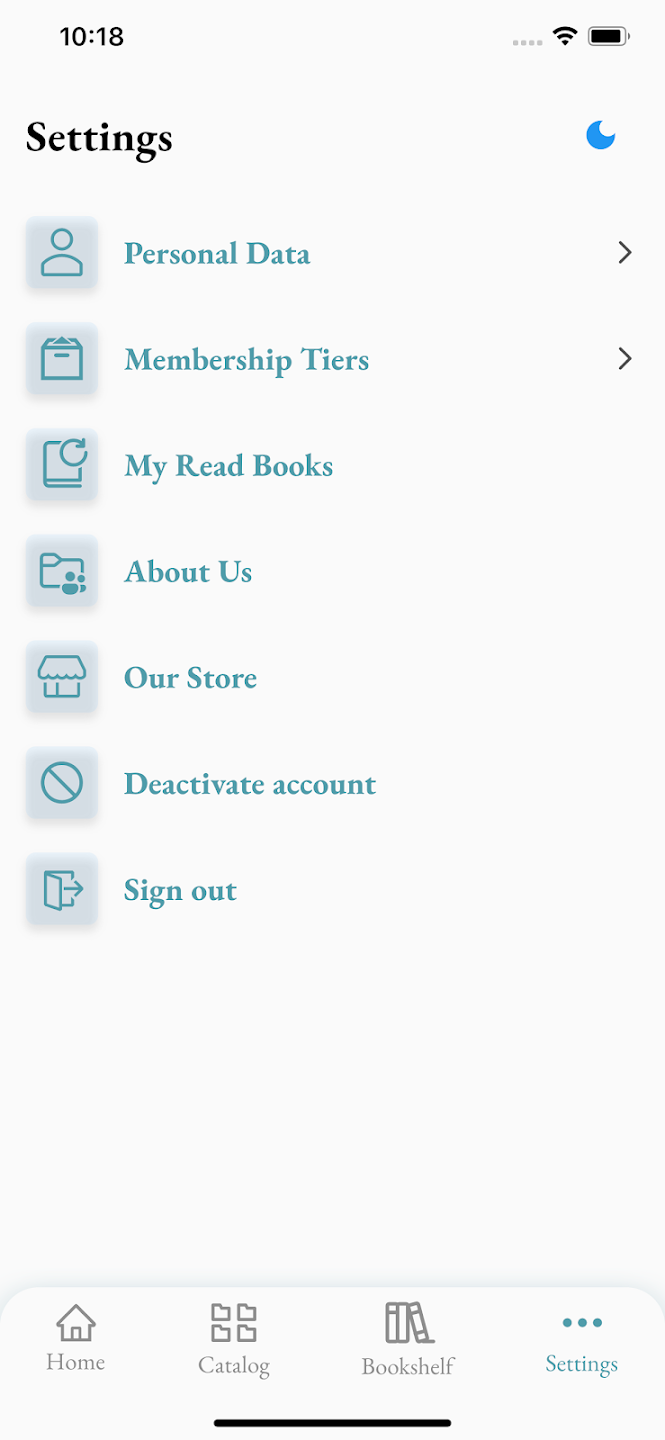 10:18
Settings
Personal Data
Membership Tiers
My Read Books
About Us
Our Store
Deactivate account
Sign out
Home
Catalog
Bookshelf
Settings